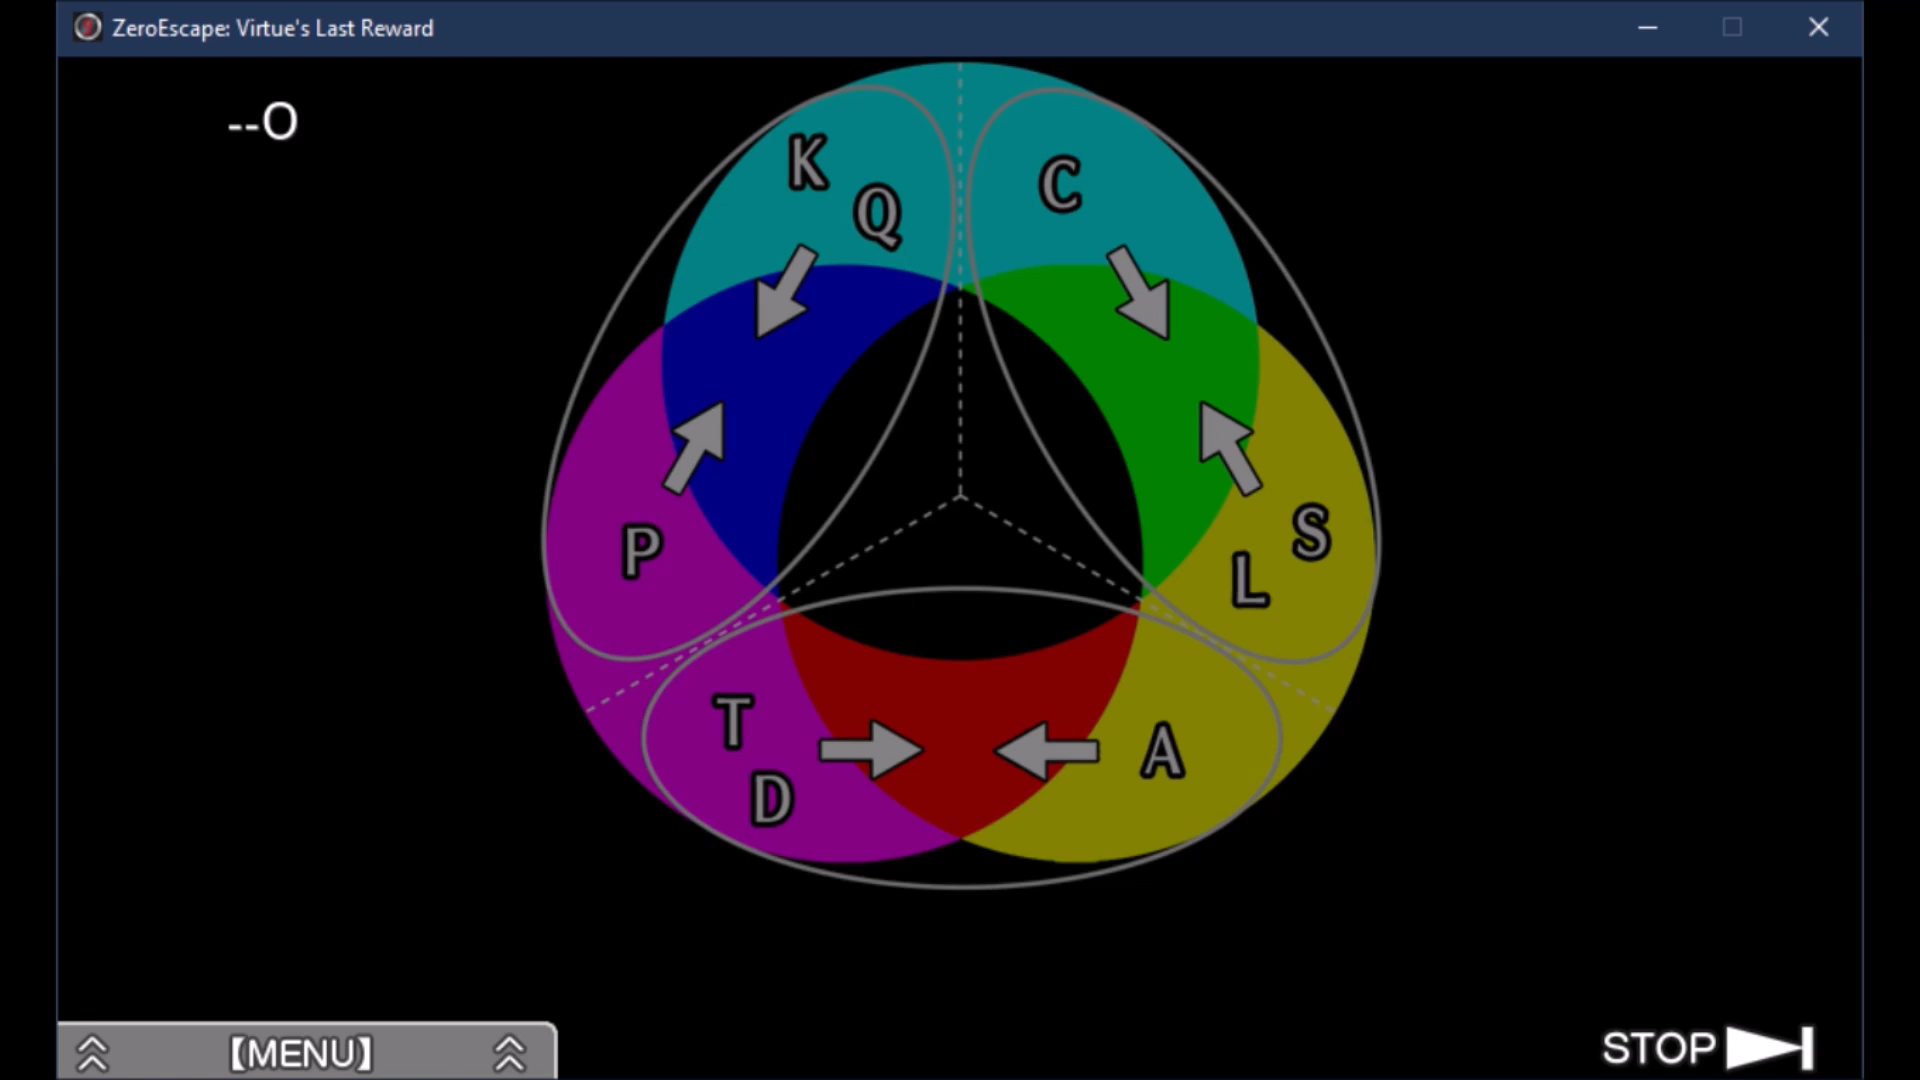 ZeroEscape: Virtue's Last Reward
--O
K
Q
C
P
S
L
T
D
A
【MENU】
STOP